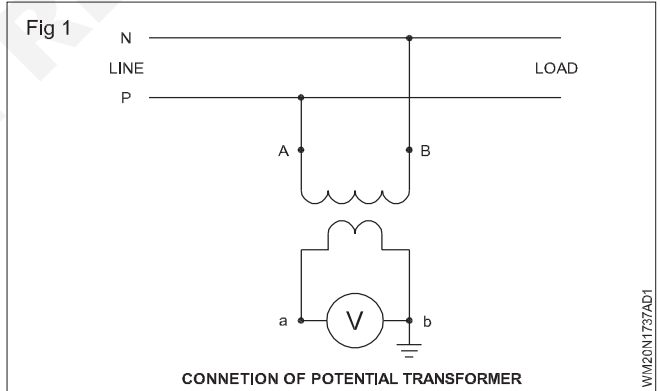 Fig 1
N
LINE
LOAD
P
A
B
a
V
b
CONNETION OF POTENTIAL TRANSFORMER
WM20N1737AD1